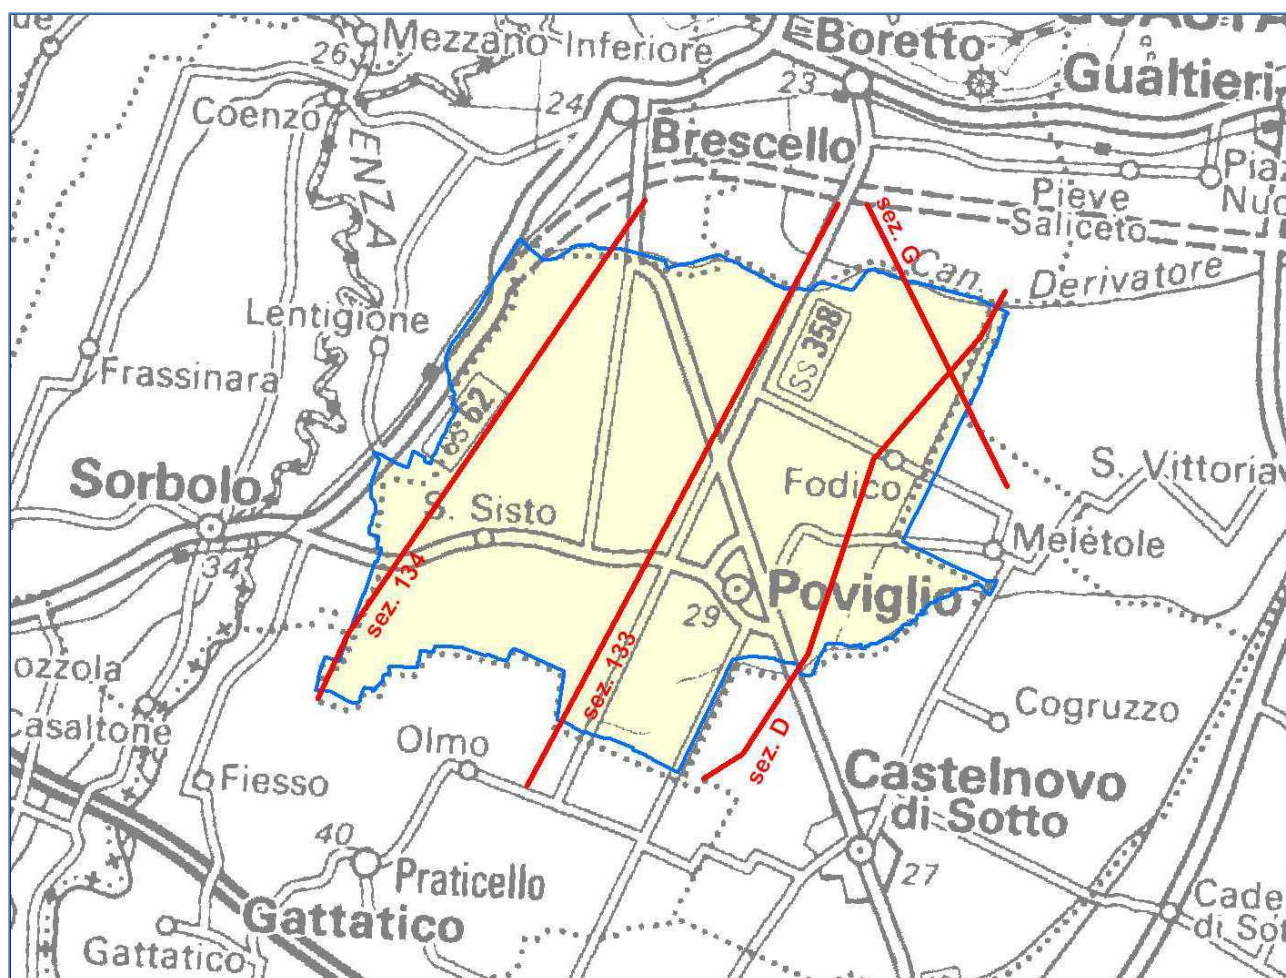 Mezzano Inferiore
26
Coenzo
ENZA
24
Brescello
23
Boretto
Gualtieri
Pieve
Saliceto
sez. G
Can. Derivatore
Lentigione
Frassinara
SS 62
SS 358
Sorbolo
34
S. Sisto
Fodico
S. Vittoria
Melètole
Poviglio
29
sez. 134
sez. 133
sez. D
Casaltone
Cogruzzo
Olmo
Fiesso
Castelnovo
di Sotto
27
40
Praticello
Gattatico
Gattatico